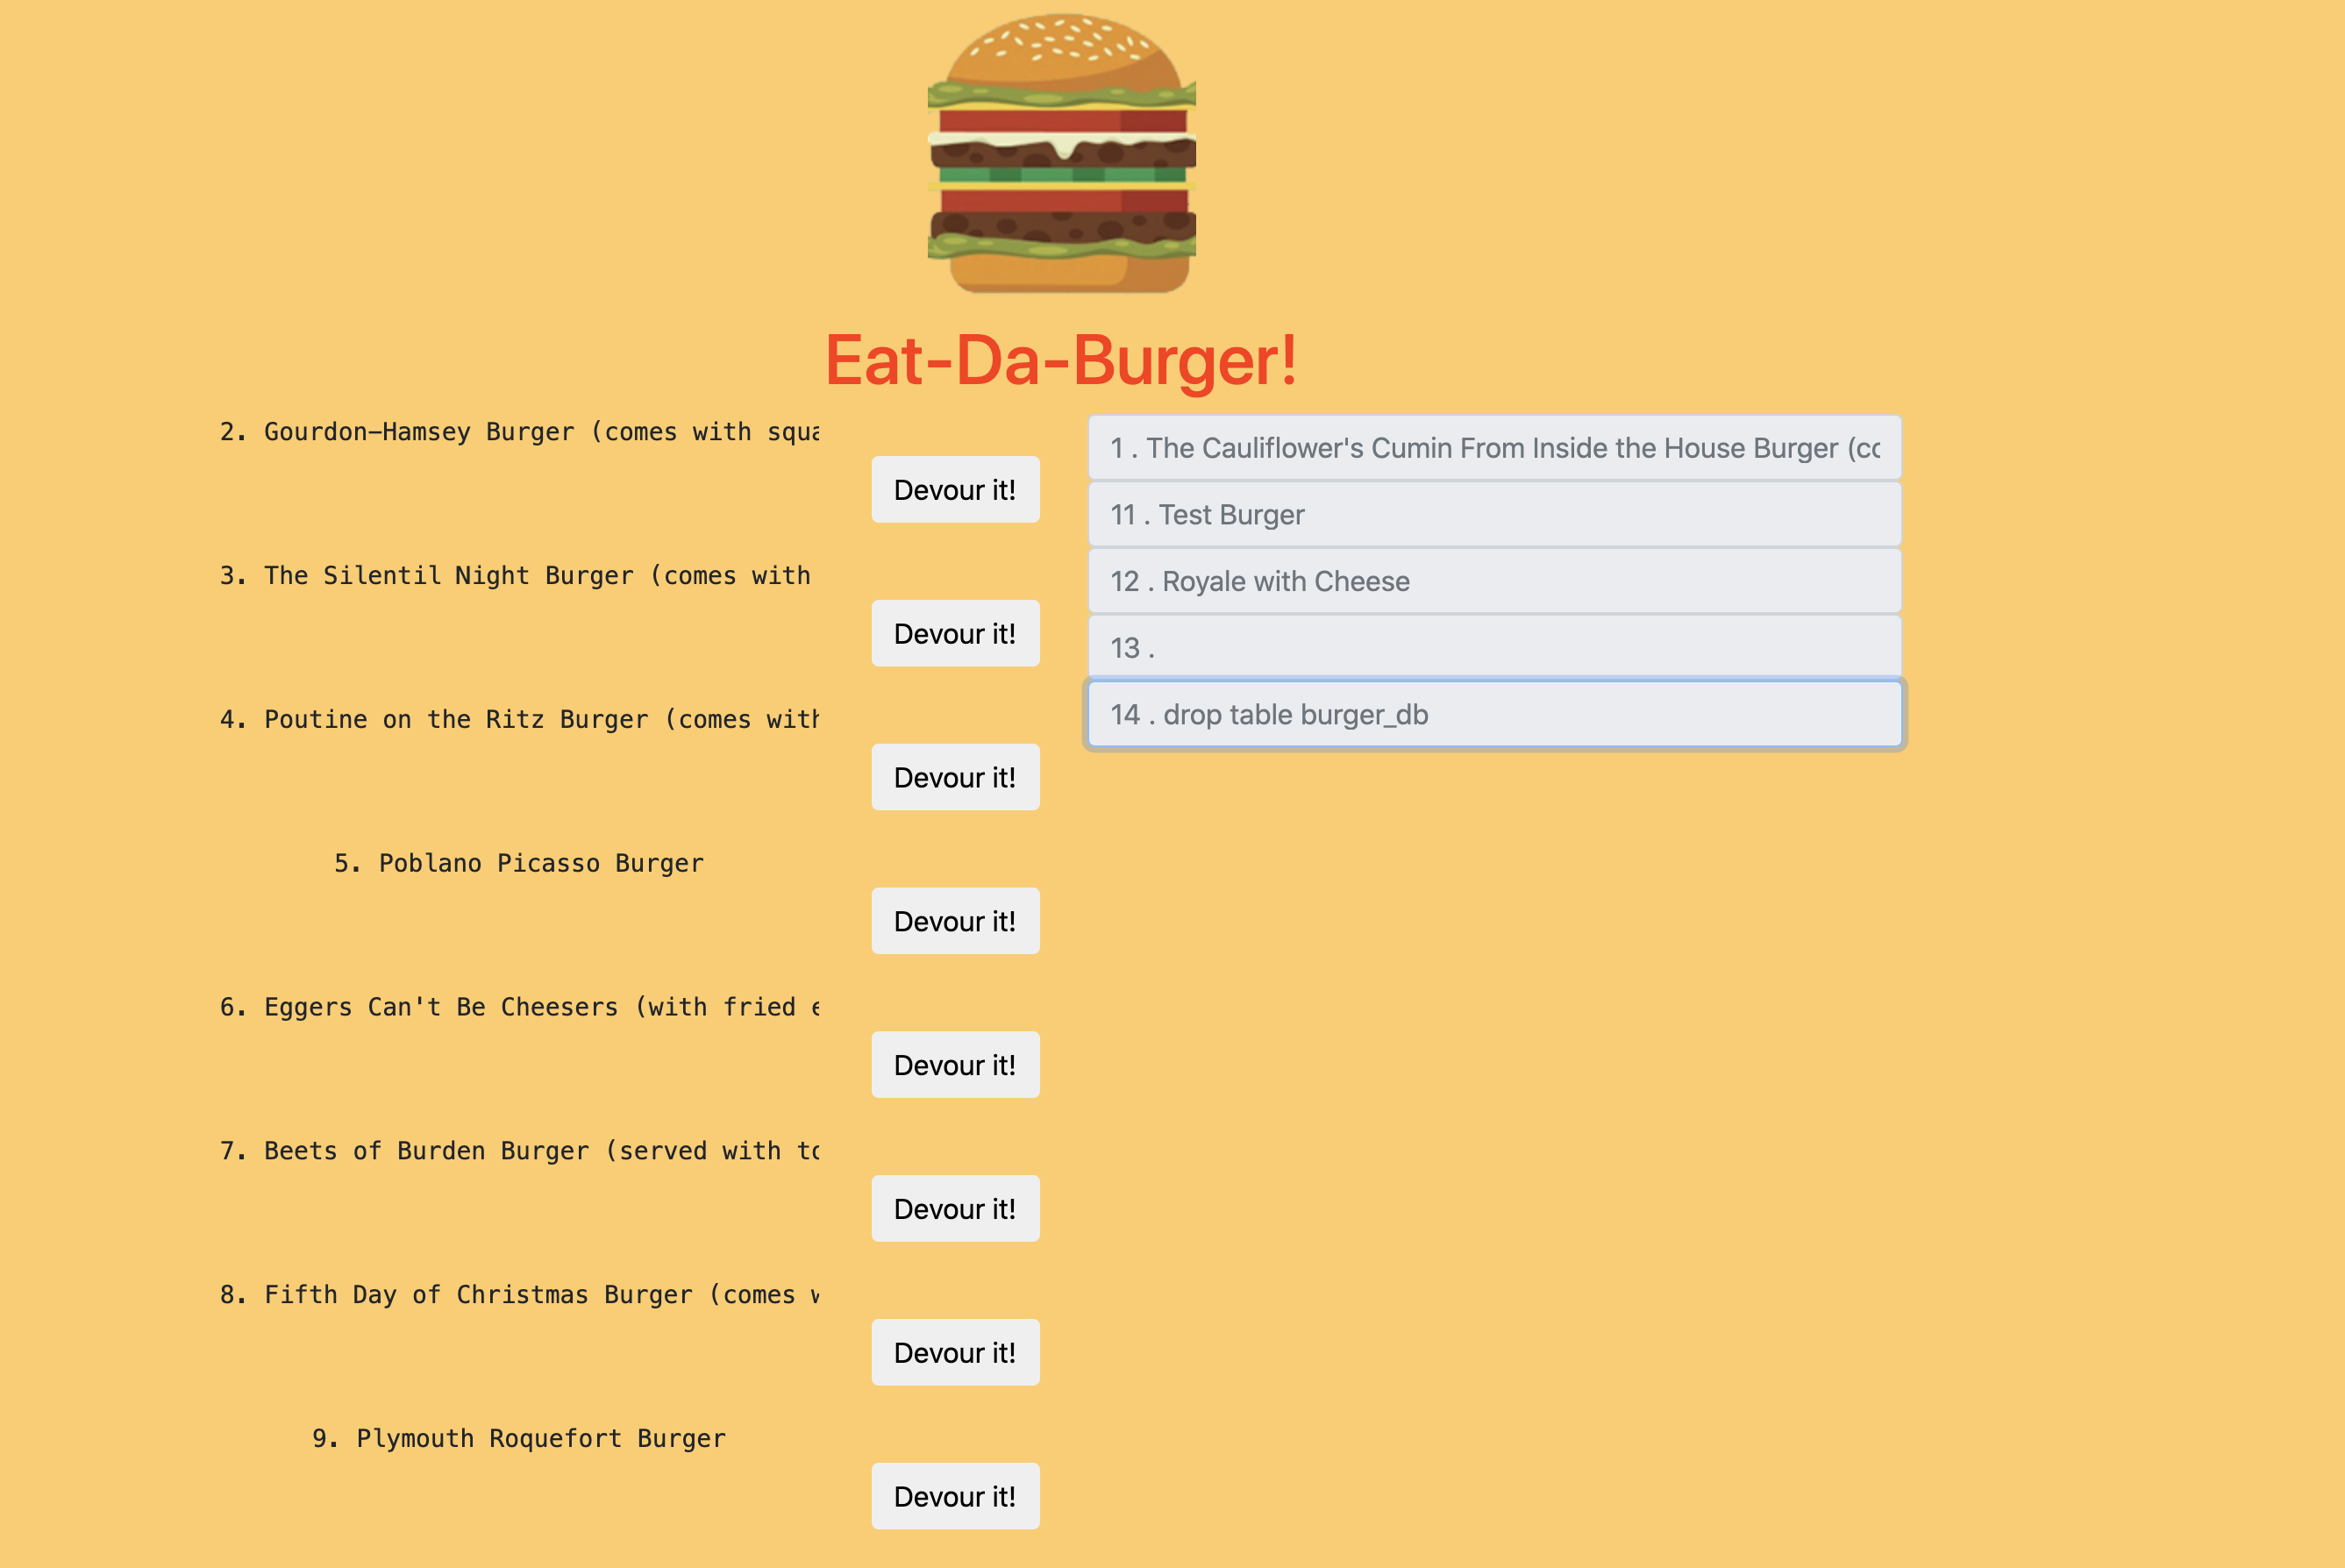 Eat-Da-Burger!
2. Gourdon-Hamsey Burger (comes with
Devour it!
3. The Silentil Night Burger (comes with
Devour it!
4. Poutine on the Ritz Burger (comes with
Devour it!
5. Poblano Picasso Burger
Devour it!
6. Eggers Can't Be Cheesers (with fried
Devour it!
7. Beets of Burden Burger (served with
Devour it!
8. Fifth Day of Christmas Burger (comes
Devour it!
9. Plymouth Roquefort Burger
Devour it!
1 . The Cauliflower's Cumin From Inside the House Burger
11 . Test Burger
12 . Royale with Cheese
13 .
14 . drop table burger_db